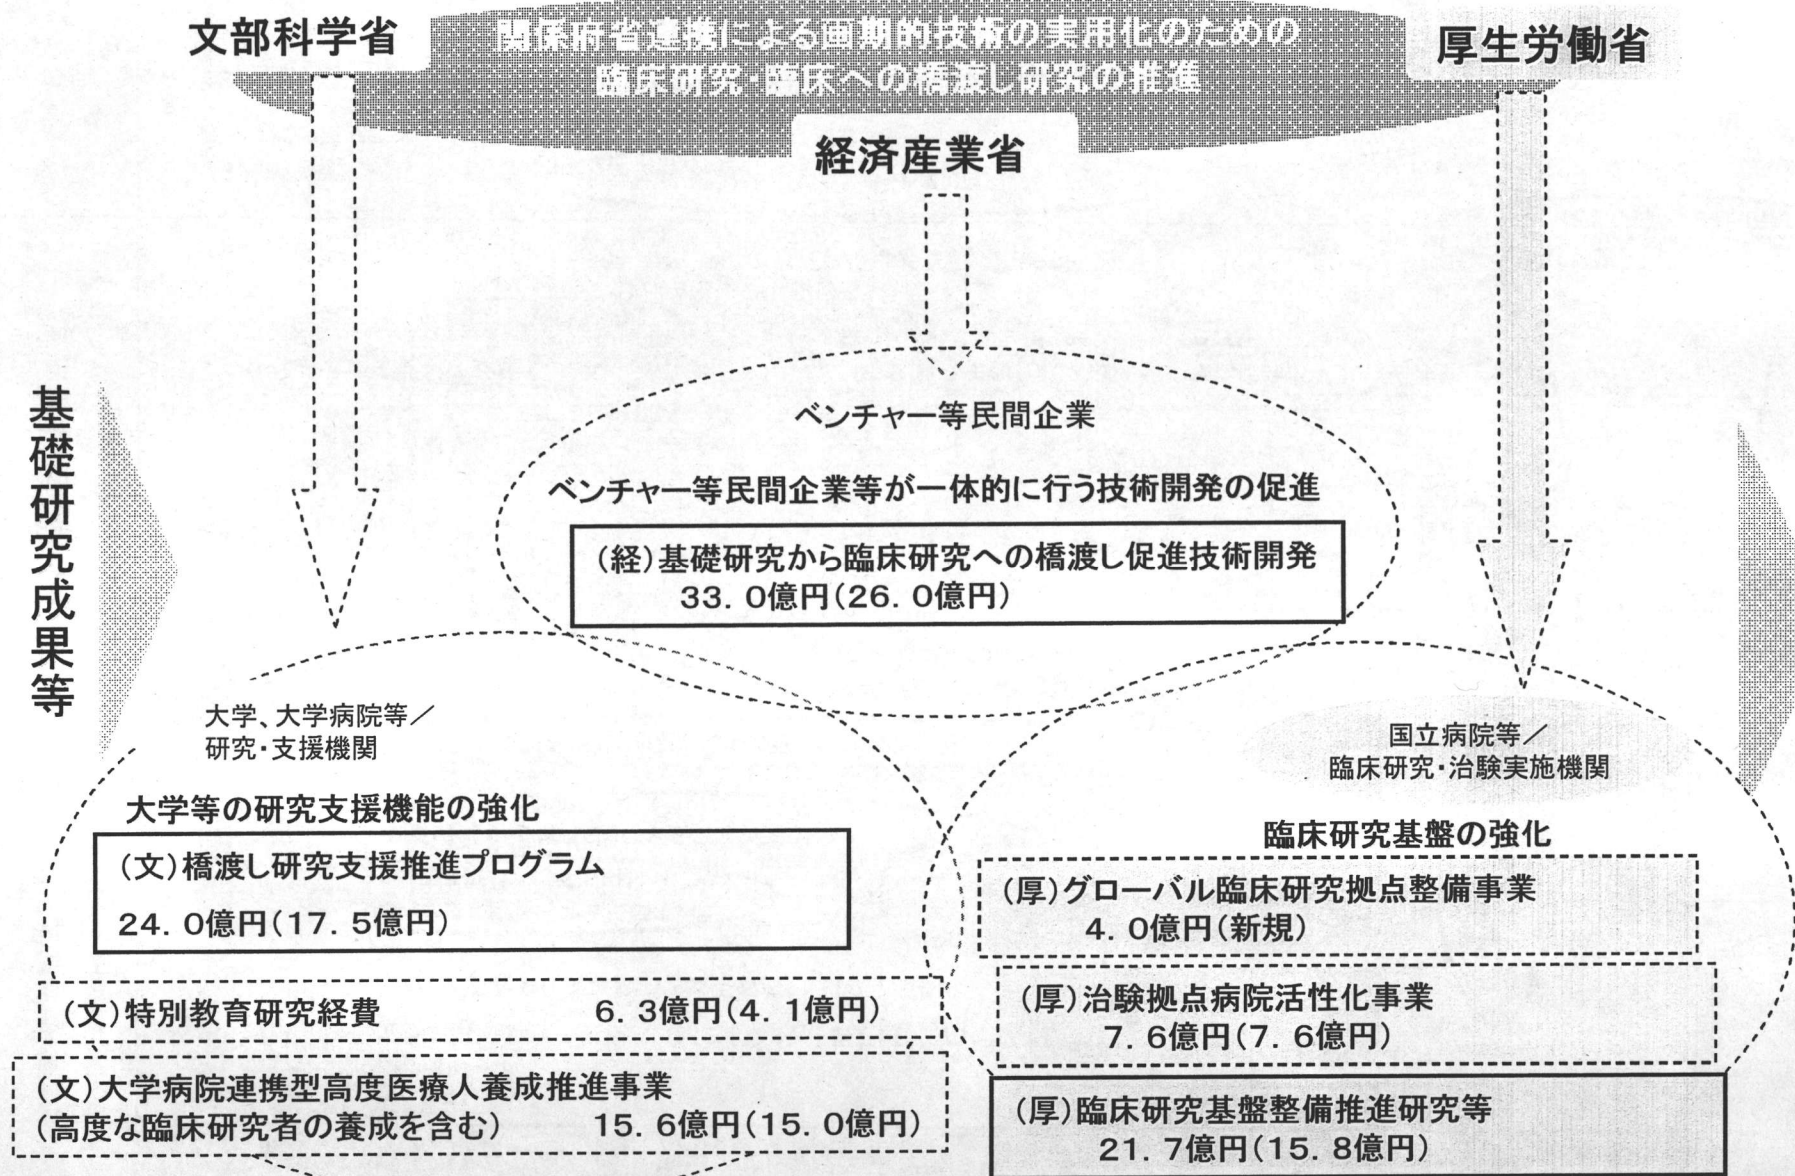 文部科学省
関係府省連携による画期的技術の実用化のための
臨床研究・臨床への橋渡し研究の推進
厚生労働省
経済産業省
基礎研究成果等
ベンチャー等民間企業
ベンチャー等民間企業等が一体的に行う技術開発の促進
(経)基礎研究から臨床研究への橋渡し促進技術開発
33.0億円(26.0億円)
大学、大学病院等/
研究・支援機関
大学等の研究支援機能の強化
(文)橋渡し研究支援推進プログラム
24.0億円(17.5億円)
(文)特別教育研究経費 6.3億円(4.1億円)
(文)大学病院連携型高度医療人養成推進事業
(高度な臨床研究者の養成を含む) 15.6億円(15.0億円)
国立病院等/
臨床研究・治験実施機関
臨床研究基盤の強化
(厚)グローバル臨床研究拠点整備事業
4.0億円(新規)
(厚)治験拠点病院活性化事業
7.6億円(7.6億円)
(厚)臨床研究基盤整備推進研究等
21.7億円(15.8億円)